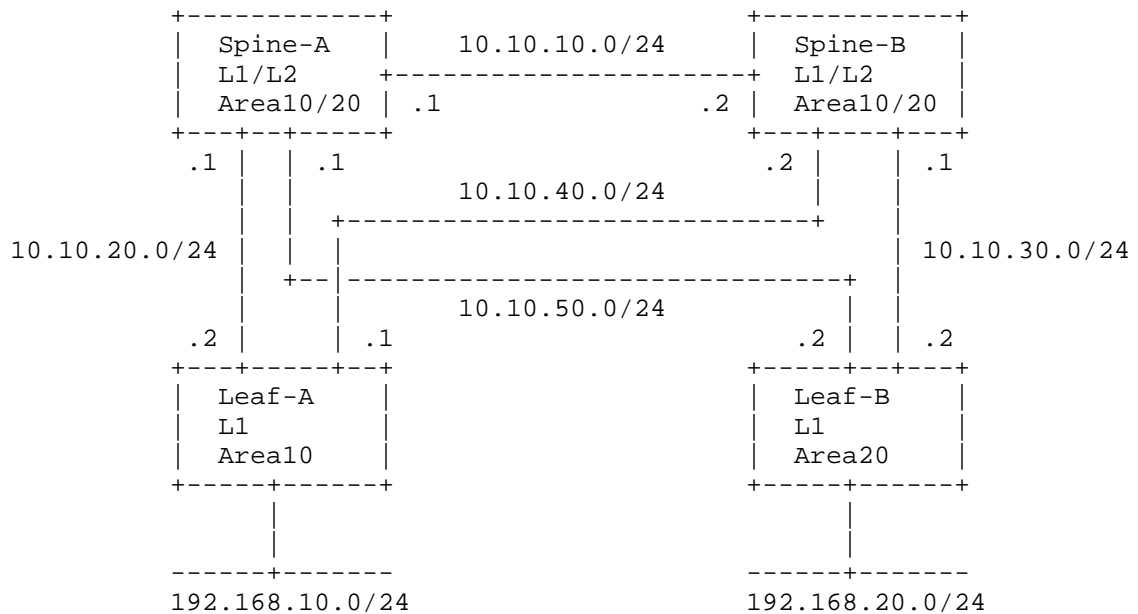 Spine-A 10.10.10.0/24 Spine-B
L1/L2 L1/L2
Area10/20 .1 .2 Area10/20
.1 .1 .2 .1
10.10.40.0/24
10.10.20.0/24 10.10.30.0/24
10.10.50.0/24
.2 .1 .2 .2
Leaf-A Leaf-B
L1 L1
Area10 Area20
192.168.10.0/24 192.168.20.0/24